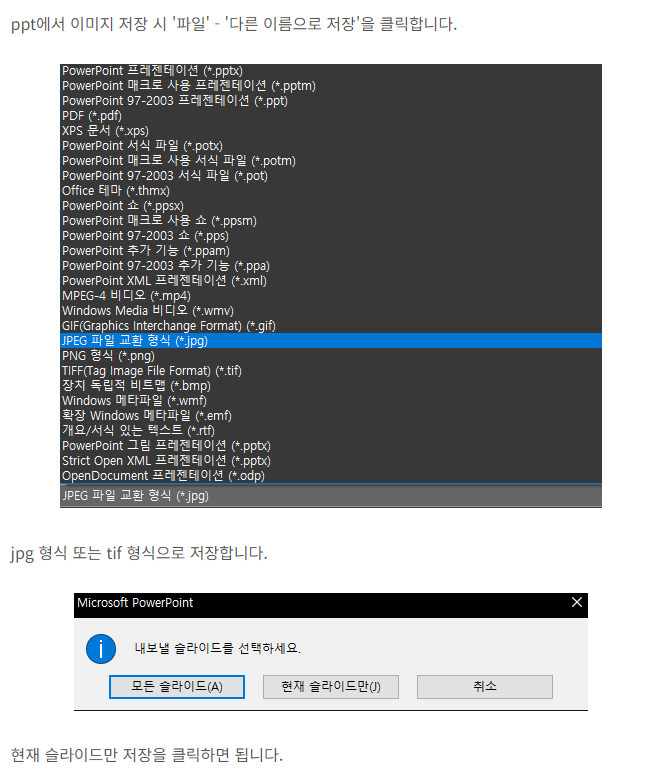 ppt에서 이미지 저장 시 '파일' - '다른 이름으로 저장'을 클릭합니다.
PowerPoint 프레젠테이션 (*.pptx)
PowerPoint 매크로 사용 프레젠테이션 (*.pptm)
PowerPoint 97-2003 프레젠테이션 (*.ppt)
PDF (*.pdf)
XPS 문서 (*.xps)
PowerPoint 서식 파일 (*.potx)
PowerPoint 매크로 사용 서식 파일 (*.potm)
PowerPoint 97-2003 서식 파일 (*.pot)
Office 테마 (*.thmx)
PowerPoint 쇼 (*.ppsx)
PowerPoint 매크로 사용 쇼 (*.ppsm)
PowerPoint 97-2003 쇼 (*.pps)
PowerPoint 추가 기능 (*.ppam)
PowerPoint 97-2003 추가 기능 (*.ppa)
PowerPoint XML 프레젠테이션 (*.xml)
MPEG-4 비디오 (*.mp4)
Windows Media 비디오 (*.wmv)
GIF(Graphics Interchange Format) (*.gif)
JPEG 파일 교환 형식 (*.jpg)
PNG 형식 (*.png)
TIFF(Tag Image File Format) (*.tif)
장치 독립적 비트맵 (*.bmp)
Windows 메타파일 (*.wmf)
확장 Windows 메타파일 (*.emf)
개요/서식 있는 텍스트 (*.rtf)
PowerPoint 그림 프레젠테이션 (*.pptx)
Strict Open XML 프레젠테이션 (*.pptx)
OpenDocument 프레젠테이션 (*.odp)
JPEG 파일 교환 형식 (*.jpg)
jpg 형식 또는 tif 형식으로 저장합니다.
Microsoft PowerPoint
내보낼 슬라이드를 선택하세요.
모든 슬라이드(A) 현재 슬라이드만(J) 취소
현재 슬라이드만 저장을 클릭하면 됩니다.